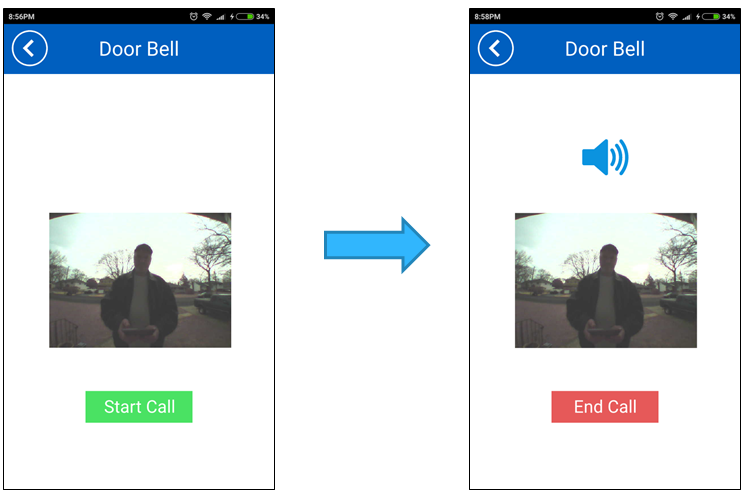 8:56PM 34%
Door Bell
Start Call
8:58PM 34%
Door Bell
End Call